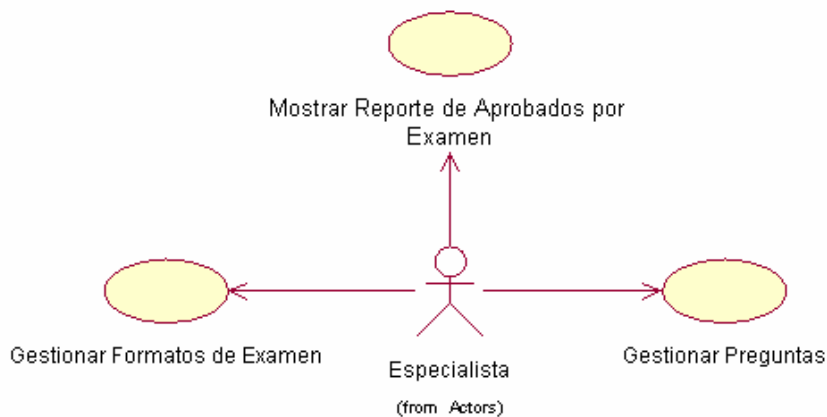 Mostrar Reporte de Aprobados por
Examen
Gestionar Formatos de Examen
Especialista
(from Actors)
Gestionar Preguntas